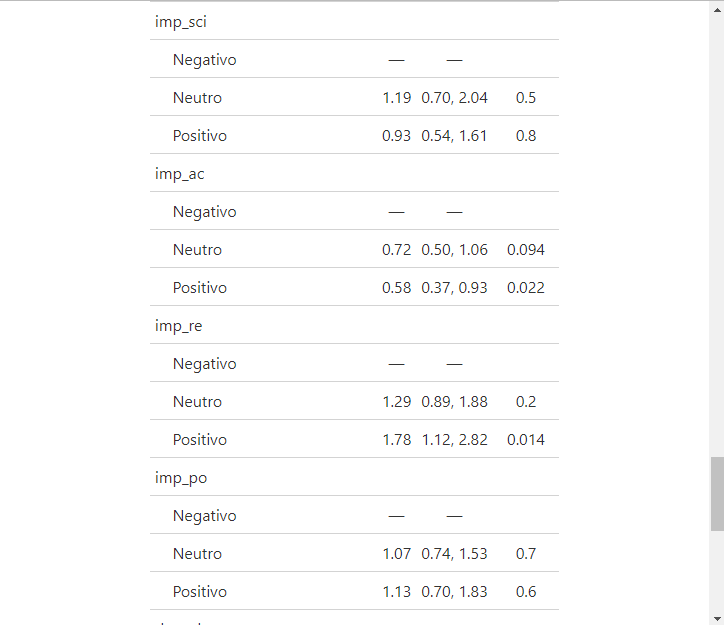 imp_sci
Negativo — —
Neutro 1.19 0.70, 2.04 0.5
Positivo 0.93 0.54, 1.61 0.8
imp_ac
Negativo — —
Neutro 0.72 0.50, 1.06 0.094
Positivo 0.58 0.37, 0.93 0.022
imp_re
Negativo — —
Neutro 1.29 0.89, 1.88 0.2
Positivo 1.78 1.12, 2.82 0.014
imp_po
Negativo — —
Neutro 1.07 0.74, 1.53 0.7
Positivo 1.13 0.70, 1.83 0.6